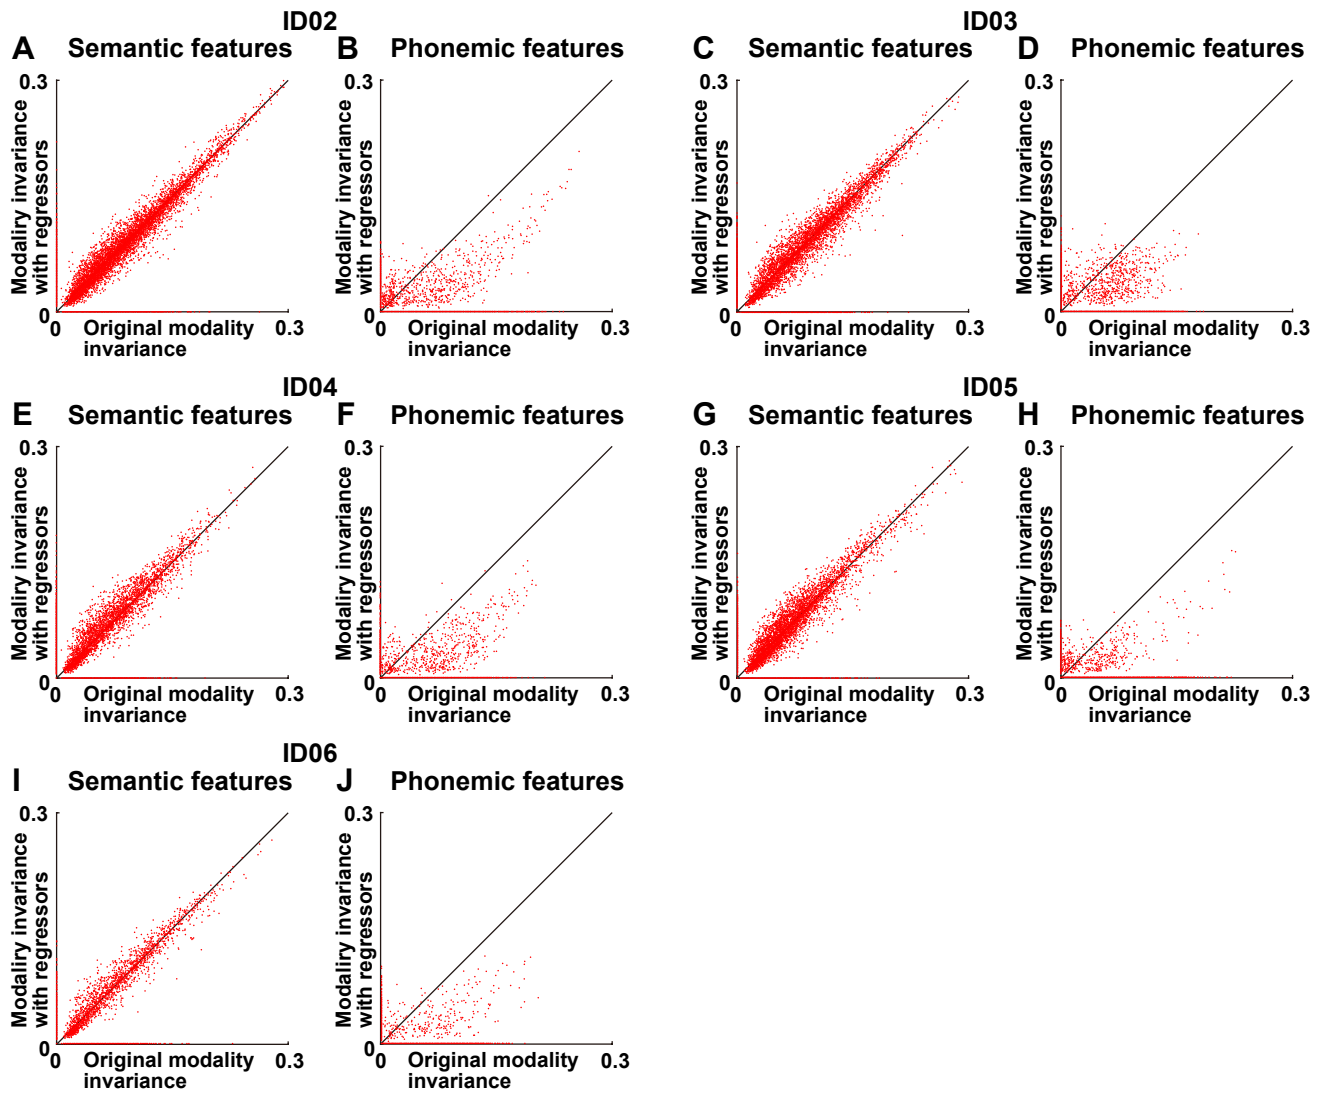 ID02
A Semantic features
B Phonemic features
0.3
Modaliry invariance
with regressors
0
0
Original modality
invariance
0.3
0.3
Modaliry invariance
with regressors
0
0
Original modality
invariance
0.3
ID03
C Semantic features
D Phonemic features
0.3
Modaliry invariance
with regressors
0
0
Original modality
invariance
0.3
0.3
Modaliry invariance
with regressors
0
0
Original modality
invariance
0.3
ID04
E Semantic features
F Phonemic features
0.3
Modaliry invariance
with regressors
0
0
Original modality
invariance
0.3
0.3
Modaliry invariance
with regressors
0
0
Original modality
invariance
0.3
ID05
G Semantic features
H Phonemic features
0.3
Modaliry invariance
with regressors
0
0
Original modality
invariance
0.3
0.3
Modaliry invariance
with regressors
0
0
Original modality
invariance
0.3
ID06
I Semantic features
J Phonemic features
0.3
Modaliry invariance
with regressors
0
0
Original modality
invariance
0.3
0.3
Modaliry invariance
with regressors
0
0
Original modality
invariance
0.3